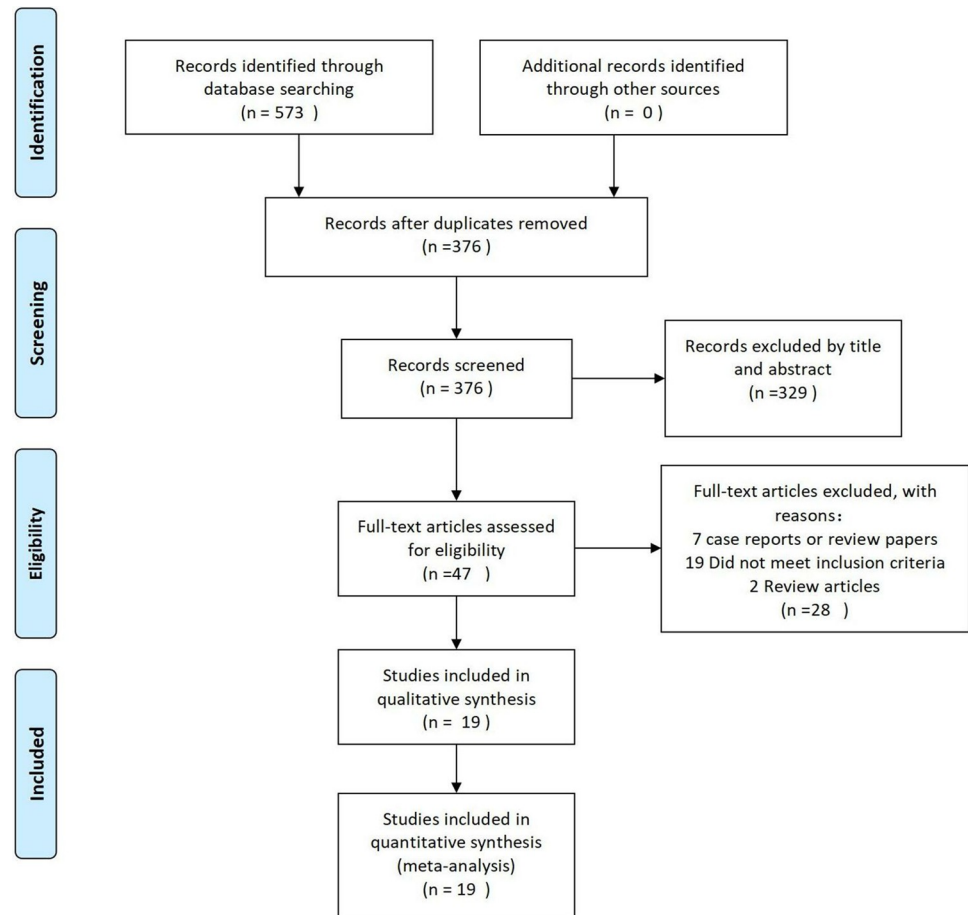 Identification
Records identified through
database searching
(n = 573 )
Additional records identified
through other sources
(n = 0 )
Records after duplicates removed
(n =376 )
Screening
Records screened
(n = 376 )
Records excluded by title
and abstract
(n =329 )
Eligibility
Full-text articles assessed
for eligibility
(n =47 )
Full-text articles excluded, with
reasons：
7 case reports or review papers
19 Did not meet inclusion criteria
2 Review articles
(n =28 )
Included
Studies included in
qualitative synthesis
(n = 19 )
Studies included in
quantitative synthesis
(meta-analysis)
(n = 19 )